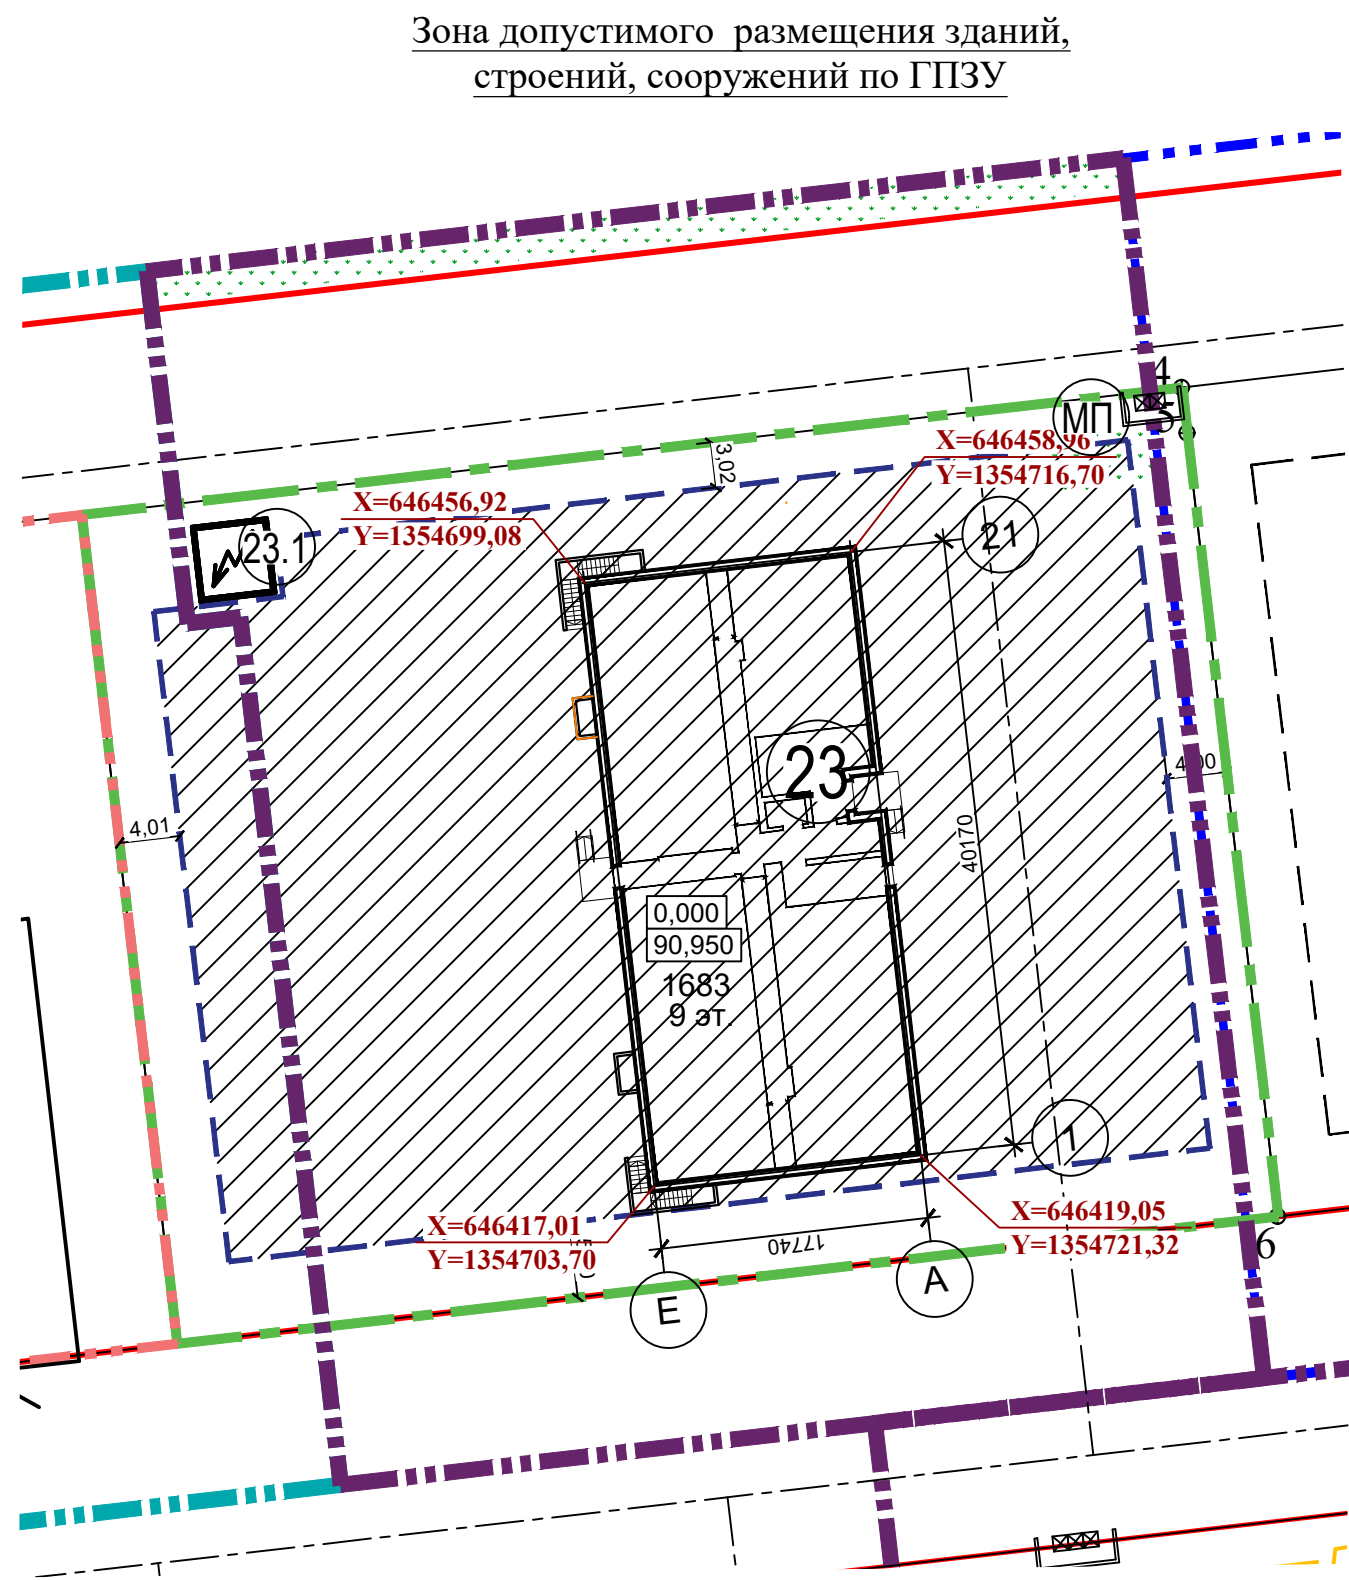 Зона допустимого размещения зданий,
строений, сооружений по ГПЗУ
4
МП
5
X=646458,96
Y=1354716,70
3,02
X=646456,92
Y=1354699,08
21
23.1
23
4,00
4,01
40170
0,000
90,950
1683
9 эт.
1
X=646417,01
Y=1354703,70
X=646419,05
Y=1354721,32
17740
6
А
Е